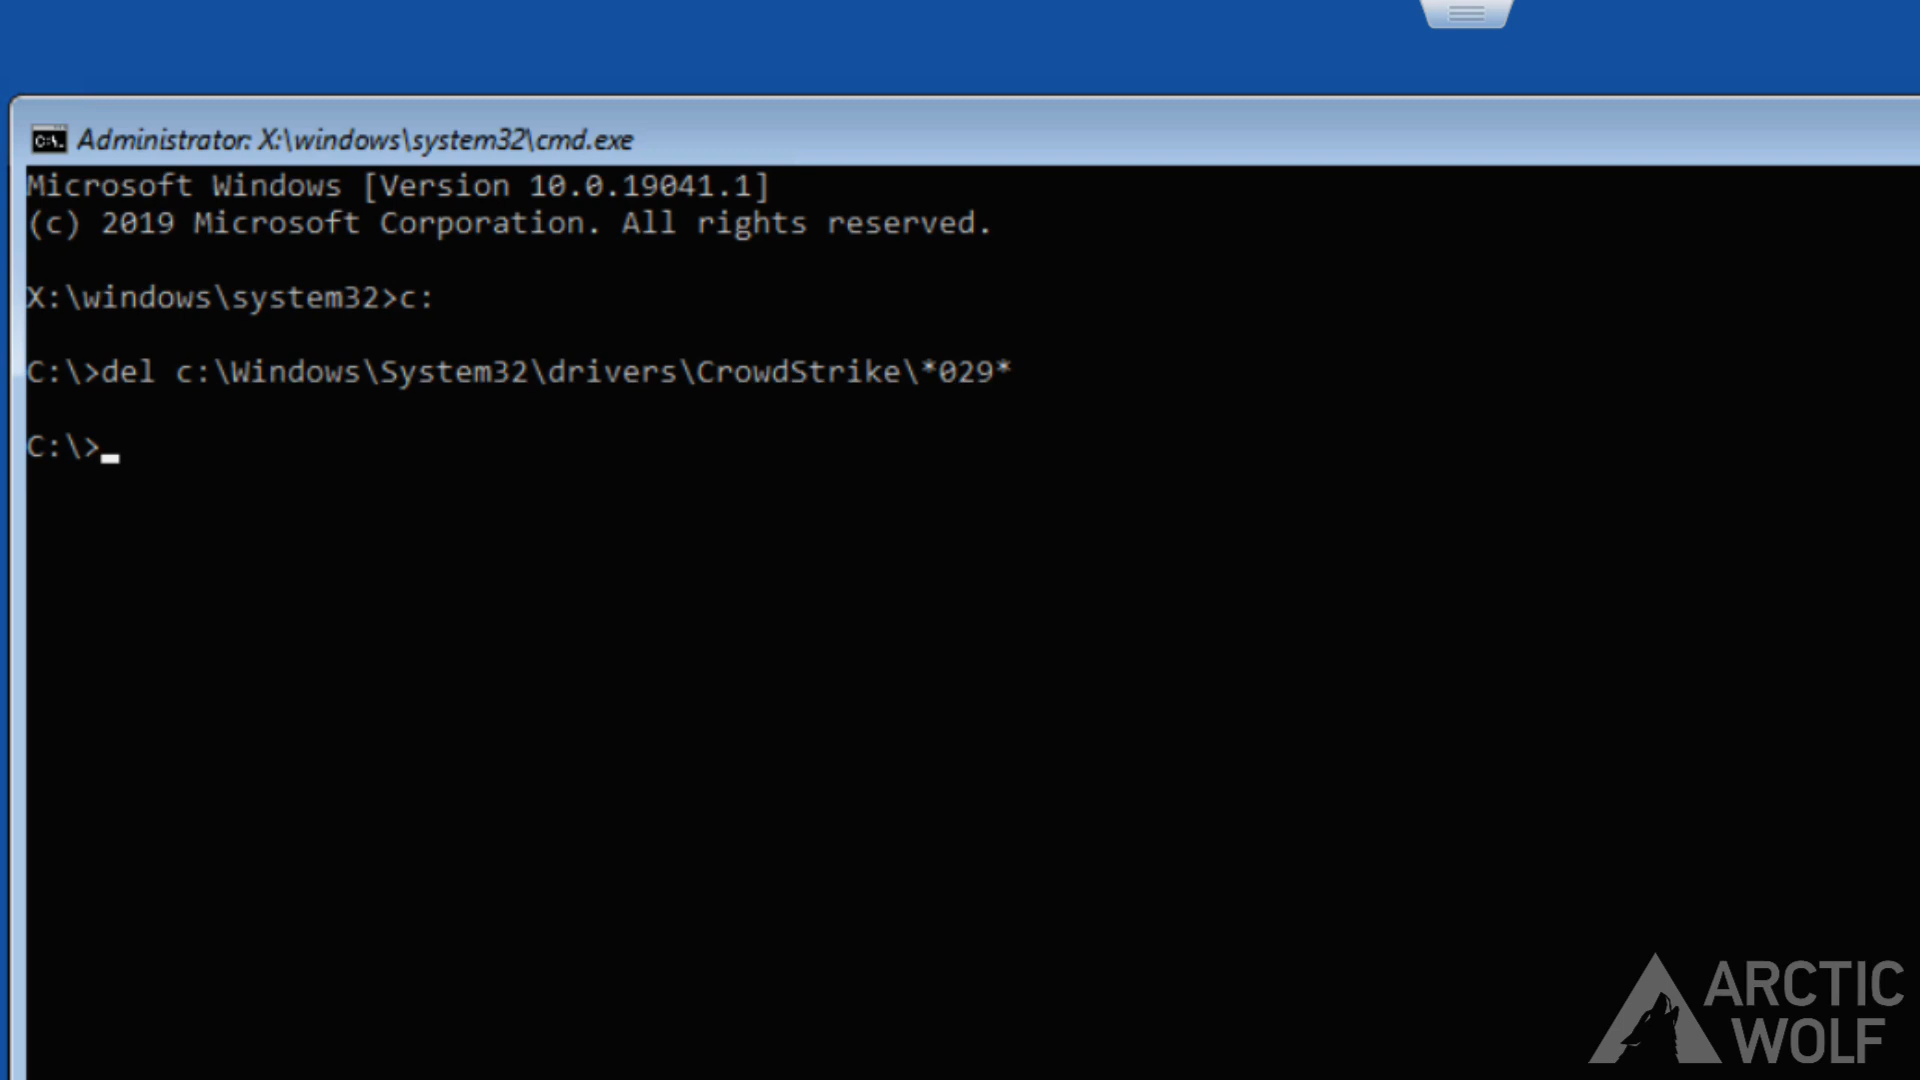 Administrator: X:\windows\system32\cmd.exe
Microsoft Windows [Version 10.0.19041.1]
(c) 2019 Microsoft Corporation. All rights reserved.
X:\windows\system32>c:
C:\>del c:\Windows\System32\drivers\CrowdStrike\*029*
C:\>
ARCTIC
WOLF